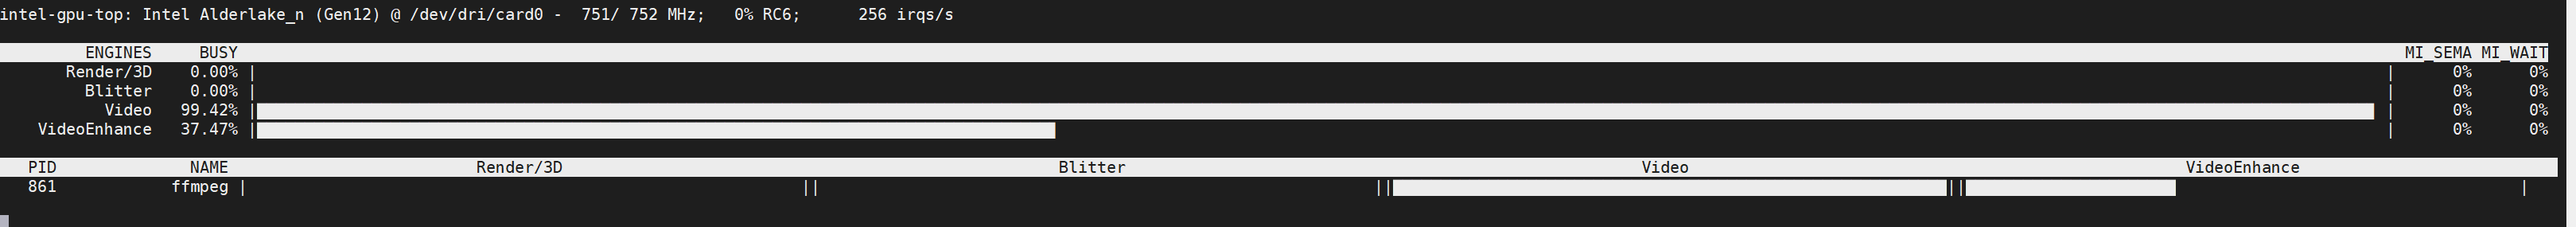 intel-gpu-top: Intel Alderlake_n (Gen12) @ /dev/dri/card0 -  751/ 752 MHz;   0% RC6;      256 irqs/s
ENGINES     BUSY     MI_SEMA MI_WAIT
Render/3D    0.00% |     |     0%     0%
Blitter    0.00% |     |     0%     0%
Video   99.42% |     |     0%     0%
VideoEnhance   37.47% |     |     0%     0%
PID     NAME     Render/3D     Blitter     Video     VideoEnhance
861     ffmpeg |     ||     ||     ||     |